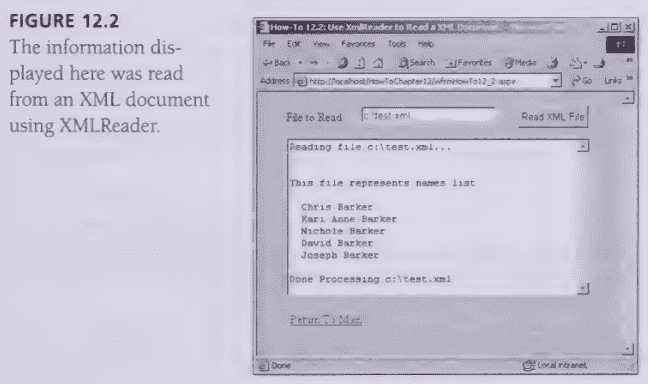 FIGURE 12.2
The information dis-
played here was read
from an XML document
using XMLReader.
How-To 12.2: Use XmlReader to Read a XML Document
File Edit View Favorites Tools Help
Back Search Favorites Media
Address http://localhost/HowToChapter12/wfrmHowTo12_2.aspx Go Links
File to Read c:\test.xml Read XML File
Reading file c:\test.xml...
This file represents names list
Chris Barker
Kari Anne Barker
Nichole Barker
David Barker
Joseph Barker
Done Processing c:\test.xml
Return To Main
Done Local intranet